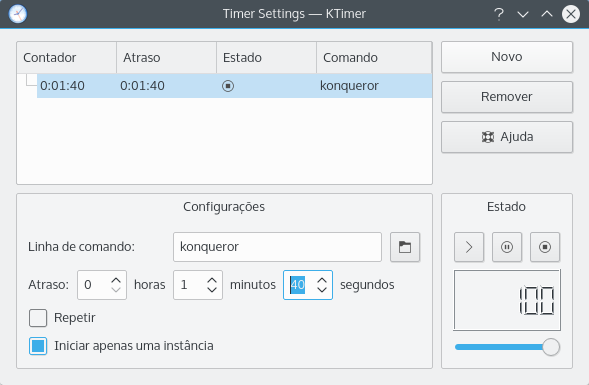 Timer Settings — KTimer
Contador Atraso Estado Comando
0:01:40 0:01:40 konqueror
Novo
Remover
Ajuda
Configurações
Linha de comando: konqueror
Atraso: 0 horas 1 minutos 40 segundos
Repetir
Iniciar apenas uma instância
Estado
100